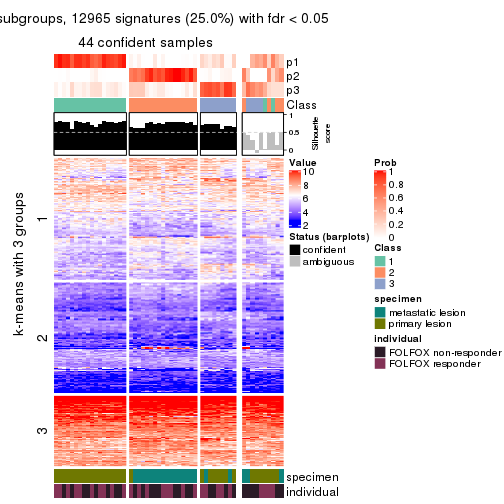 subgroups, 12965 signatures (25.0%) with fdr < 0.05
44 confident samples
p1
p2
p3
Class
1
0.5
0
Silhouette
score
k-means with 3 groups
1
2
3
specimen
individual
Value
10
8
6
4
2
Status (barplots)
confident
ambiguous
Prob
1
0.8
0.6
0.4
0.2
0
Class
1
2
3
specimen
metastatic lesion
primary lesion
individual
FOLFOX non-responder
FOLFOX responder